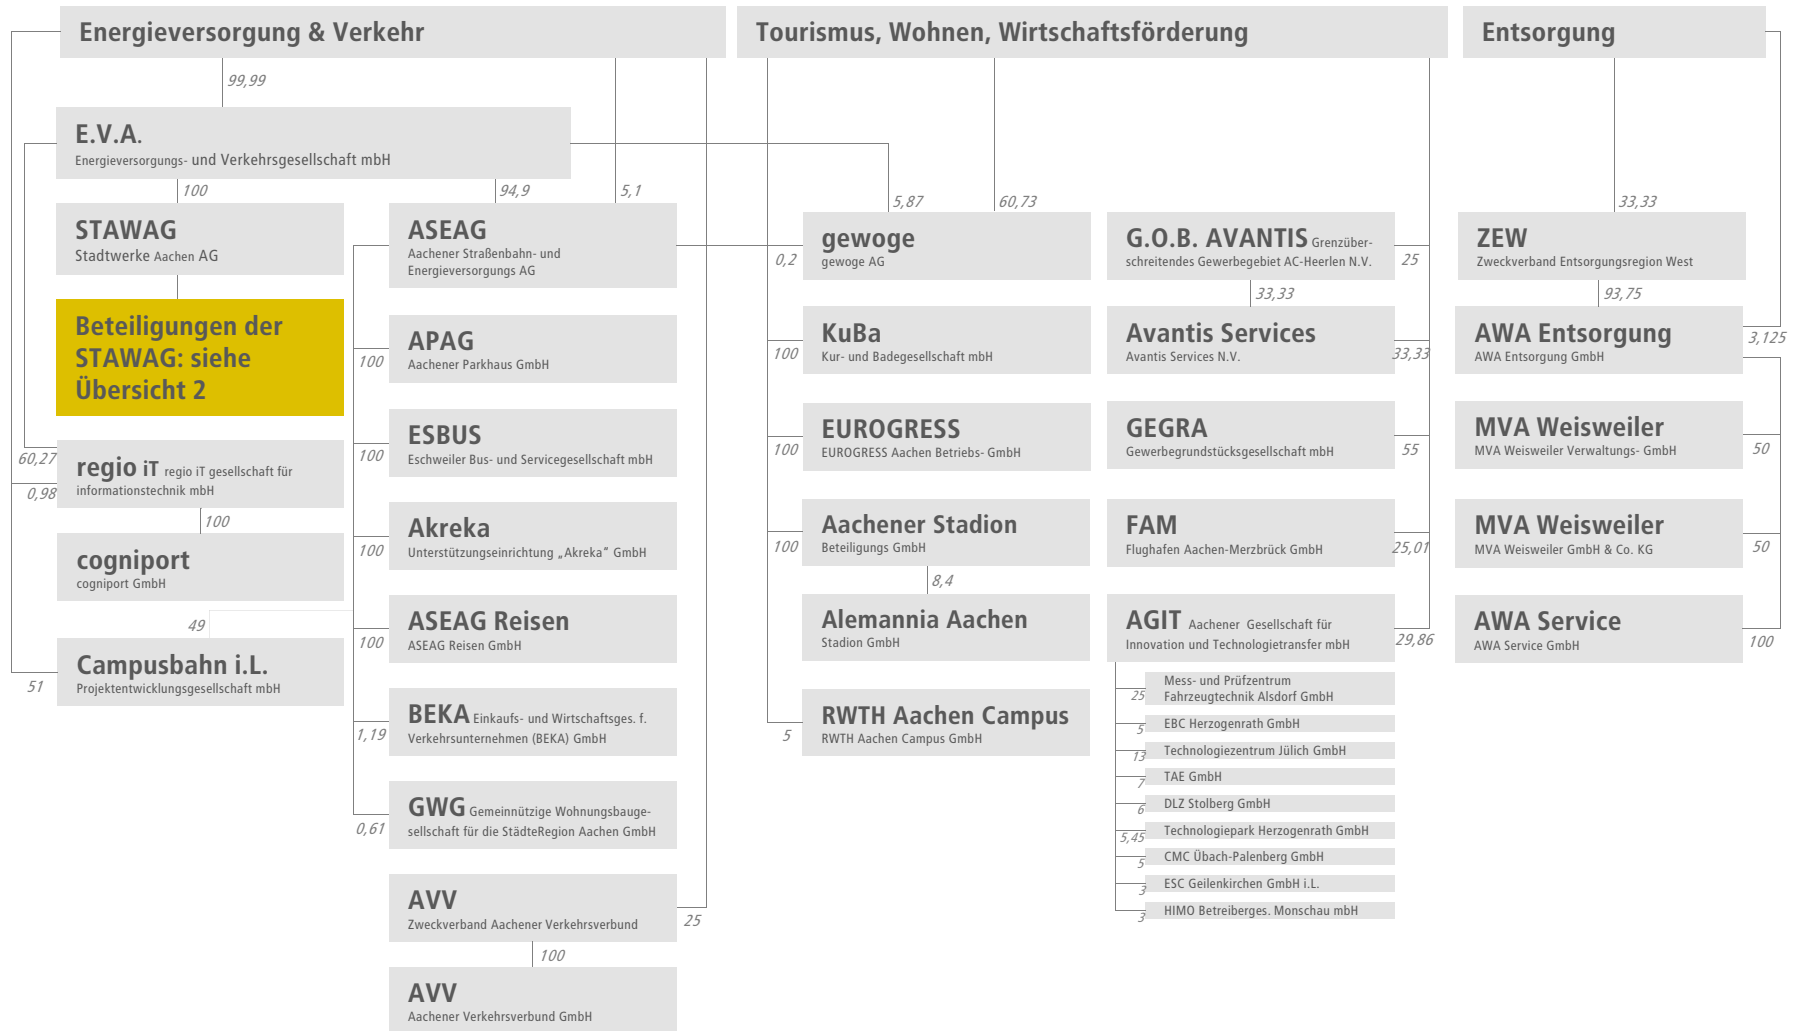 Energieversorgung & Verkehr
Tourismus, Wohnen, Wirtschaftsförderung
Entsorgung
99,99
E.V.A.
Energieversorgungs- und Verkehrsgesellschaft mbH
100
94,9
5,1
STAWAG
Stadtwerke Aachen AG
Beteiligungen der
STAWAG: siehe
Übersicht 2
60,27
0,98
regio iT regio iT gesellschaft für
informationstechnik mbH
100
cogniport
cogniport GmbH
49
Campusbahn i.L.
Projektentwicklungsgesellschaft mbH
51
ASEAG
Aachener Straßenbahn- und
Energieversorgungs AG
APAG
Aachener Parkhaus GmbH
100
ESBUS
Eschweiler Bus- und Servicegesellschaft mbH
100
Akreka
Unterstützungseinrichtung „Akreka“ GmbH
100
ASEAG Reisen
ASEAG Reisen GmbH
100
BEKA Einkaufs- und Wirtschaftsges. f.
Verkehrsunternehmen (BEKA) GmbH
1,19
GWG Gemeinnützige Wohnungsbauge-
sellschaft für die StädteRegion Aachen GmbH
0,61
AVV
Zweckverband Aachener Verkehrsverbund
25
100
AVV
Aachener Verkehrsverbund GmbH
5,87
60,73
gewoge
gewoge AG
0,2
KuBa
Kur- und Badegesellschaft mbH
100
EUROGRESS
EUROGRESS Aachen Betriebs- GmbH
100
Aachener Stadion
Beteiligungs GmbH
100
8,4
Alemannia Aachen
Stadion GmbH
RWTH Aachen Campus
RWTH Aachen Campus GmbH
5
G.O.B. AVANTIS Grenzüber-
schreitendes Gewerbegebiet AC-Heerlen N.V.
25
33,33
Avantis Services
Avantis Services N.V.
33,33
GEGRA
Gewerbegrundstücksgesellschaft mbH
55
FAM
Flughafen Aachen-Merzbrück GmbH
25,01
AGIT Aachener Gesellschaft für
Innovation und Technologietransfer mbH
29,86
Mess- und Prüfzentrum
Fahrzeugtechnik Alsdorf GmbH
25
EBC Herzogenrath GmbH
5
Technologiezentrum Jülich GmbH
13
TAE GmbH
7
DLZ Stolberg GmbH
6
Technologiepark Herzogenrath GmbH
5,45
CMC Übach-Palenberg GmbH
5
ESC Geilenkirchen GmbH i.L.
3
HIMO Betreiberges. Monschau mbH
3
33,33
ZEW
Zweckverband Entsorgungsregion West
93,75
AWA Entsorgung
AWA Entsorgung GmbH
3,125
MVA Weisweiler
MVA Weisweiler Verwaltungs- GmbH
50
MVA Weisweiler
MVA Weisweiler GmbH & Co. KG
50
AWA Service
AWA Service GmbH
100